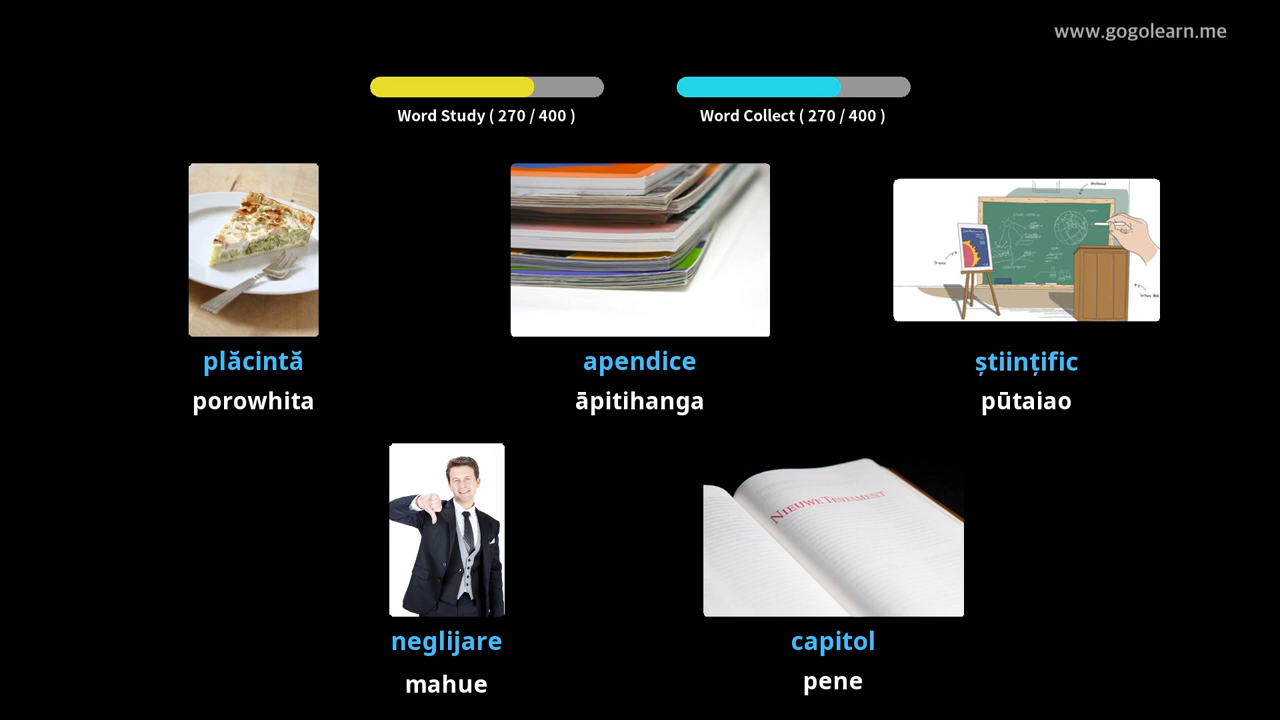 www.gogolearn.me
Word Study ( 270 / 400 )
Word Collect ( 270 / 400 )
plăcintă
apendice
științific
porowhita
āpitihanga
pūtaiao
NIEUWE TESTAMENT
neglijare
capitol
mahue
pene